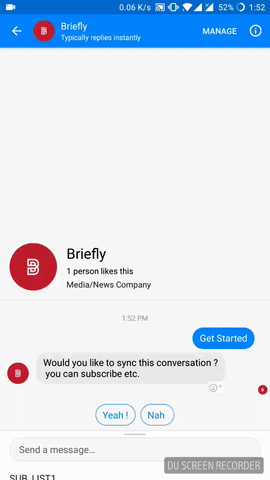 0.06 K/s 52% 1:52
Briefly
Typically replies instantly
MANAGE
Briefly
1 person likes this
Media/News Company
1:52 PM
Get Started
Would you like to sync this conversation ?
you can subscribe etc.
Yeah !
Nah
Send a message…
DU SCREEN RECORDER
SUB_LIST1